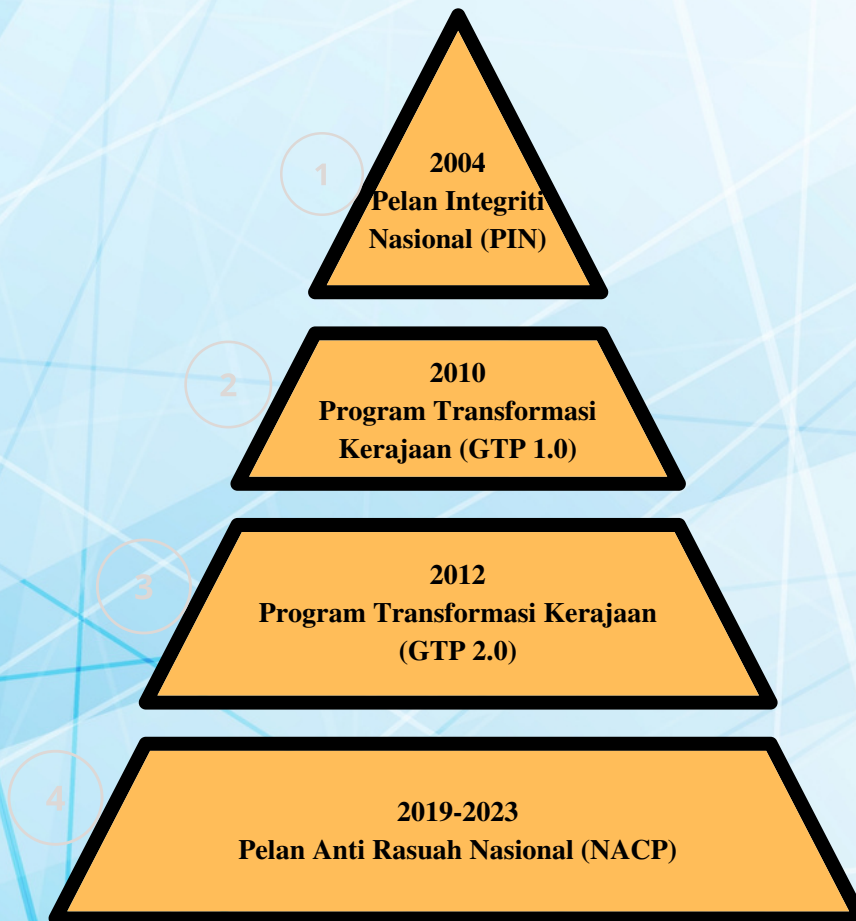 1
2004
Pelan Integriti
Nasional (PIN)
2
2010
Program Transformasi
Kerajaan (GTP 1.0)
3
2012
Program Transformasi Kerajaan
(GTP 2.0)
4
2019-2023
Pelan Anti Rasuah Nasional (NACP)